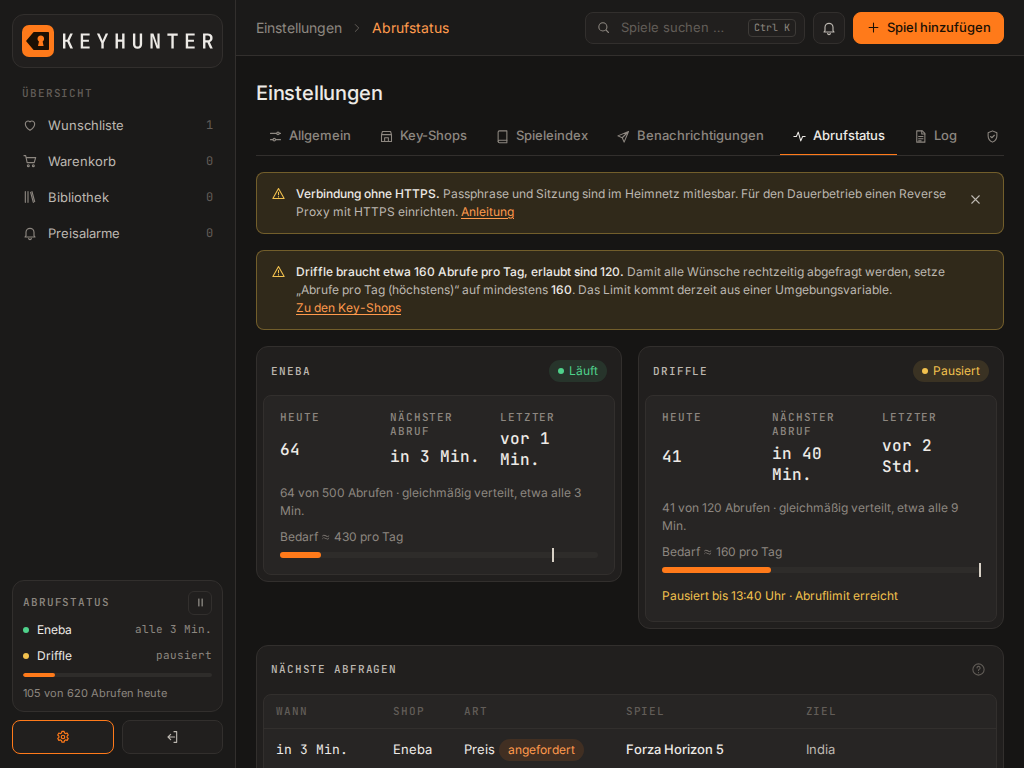 KEYHUNTER
Einstellungen > Abrufstatus
Spiele suchen ...
Ctrl K
Spiel hinzufügen
ÜBERSICHT
Wunschliste 1
Warenkorb 0
Bibliothek 0
Preisalarme 0
Einstellungen
Allgemein
Key-Shops
Spieleindex
Benachrichtigungen
Abrufstatus
Log
Verbindung ohne HTTPS. Passphrase und Sitzung sind im Heimnetz mitlesbar. Für den Dauerbetrieb einen Reverse
Proxy mit HTTPS einrichten. Anleitung
Driffle braucht etwa 160 Abrufe pro Tag, erlaubt sind 120. Damit alle Wünsche rechtzeitig abgefragt werden, setze
„Abrufe pro Tag (höchstens)“ auf mindestens 160. Das Limit kommt derzeit aus einer Umgebungsvariable.
Zu den Key-Shops
ENEBA
Läuft
HEUTE
64
NÄCHSTER
ABRUF
in 3 Min.
LETZTER
vor 1
Min.
64 von 500 Abrufen · gleichmäßig verteilt, etwa alle 3
Min.
Bedarf ≈ 430 pro Tag
DRIFFLE
Pausiert
HEUTE
41
NÄCHSTER
ABRUF
in 40
Min.
LETZTER
vor 2
Std.
41 von 120 Abrufen · gleichmäßig verteilt, etwa alle 9
Min.
Bedarf ≈ 160 pro Tag
Pausiert bis 13:40 Uhr · Abruflimit erreicht
ABRUFSTATUS
Eneba alle 3 Min.
Driffle pausiert
105 von 620 Abrufen heute
NÄCHSTE ABFRAGEN
WANN SHOP ART SPIEL ZIEL
in 3 Min. Eneba Preis angefordert Forza Horizon 5 India